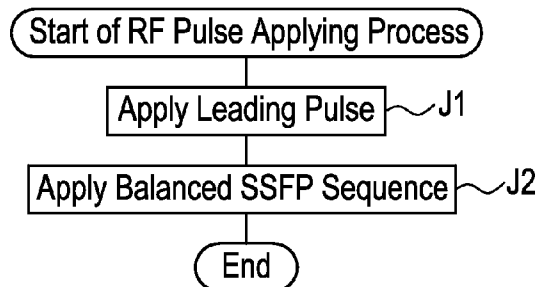 Start of RF Pulse Applying Process
Apply Leading Pulse
J1
Apply Balanced SSFP Sequence
J2
End